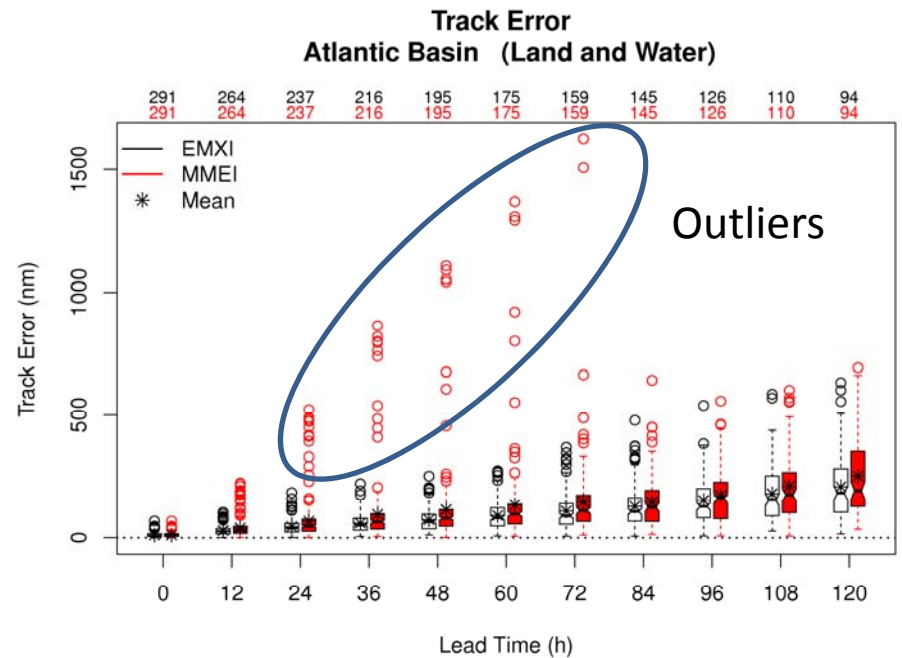 Track Error
Atlantic Basin (Land and Water)
291 264 237 216 195 175 159 145 126 110 94
291 264 237 216 195 175 159 145 126 110 94
EMXI
MMEI
Mean
Outliers
Track Error (nm)
1500
1000
500
0
0 12 24 36 48 60 72 84 96 108 120
Lead Time (h)